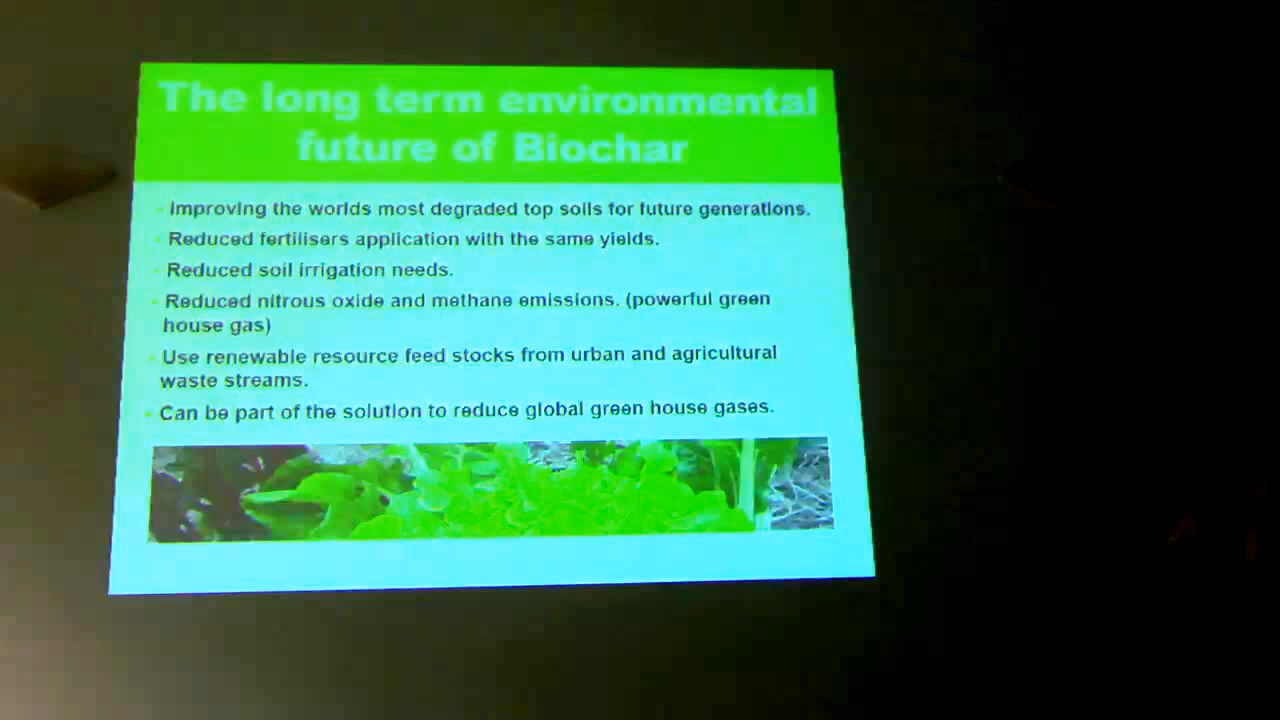 The long term environmental
future of Biochar
Improving the worlds most degraded top soils for future generations.
Reduced fertilisers application with the same yields.
Reduced soil irrigation needs.
Reduced nitrous oxide and methane emissions. (powerful green
house gas)
Use renewable resource feed stocks from urban and agricultural
waste streams.
Can be part of the solution to reduce global green house gases.